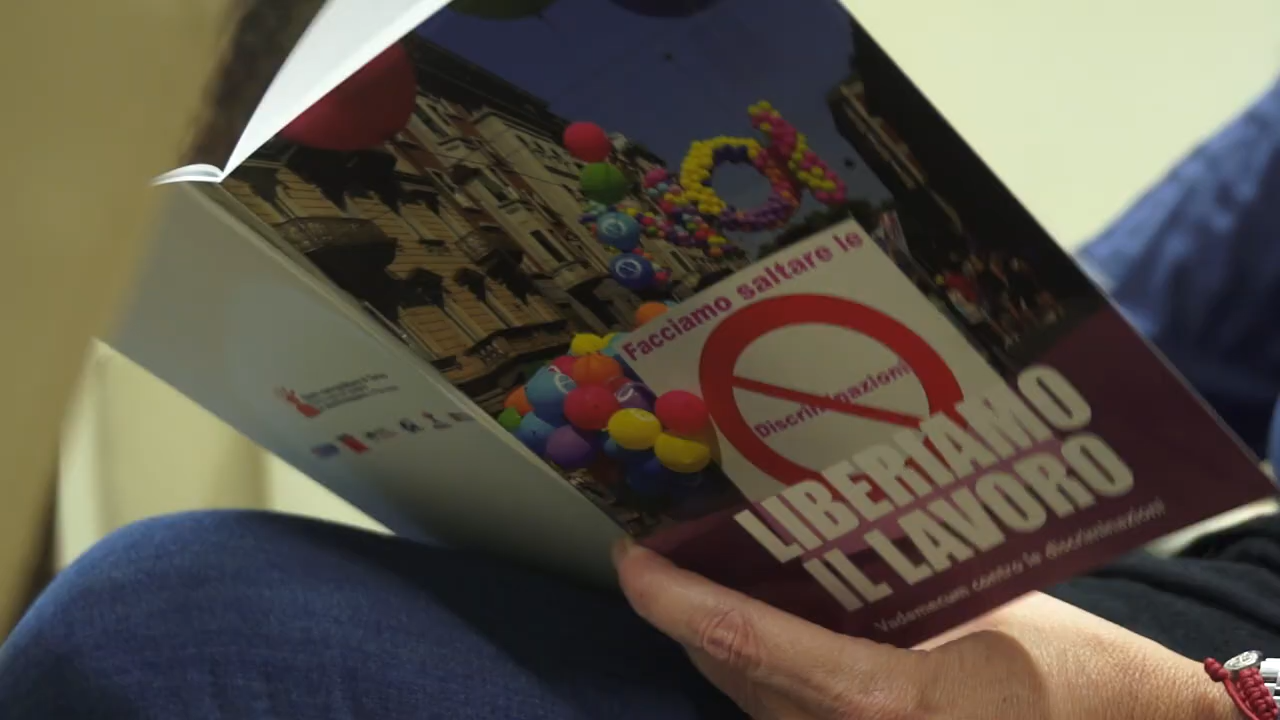 Facciamo saltare le
Discriminazioni
LIBERIAMO
IL LAVORO
Vademecum contro le discriminazioni